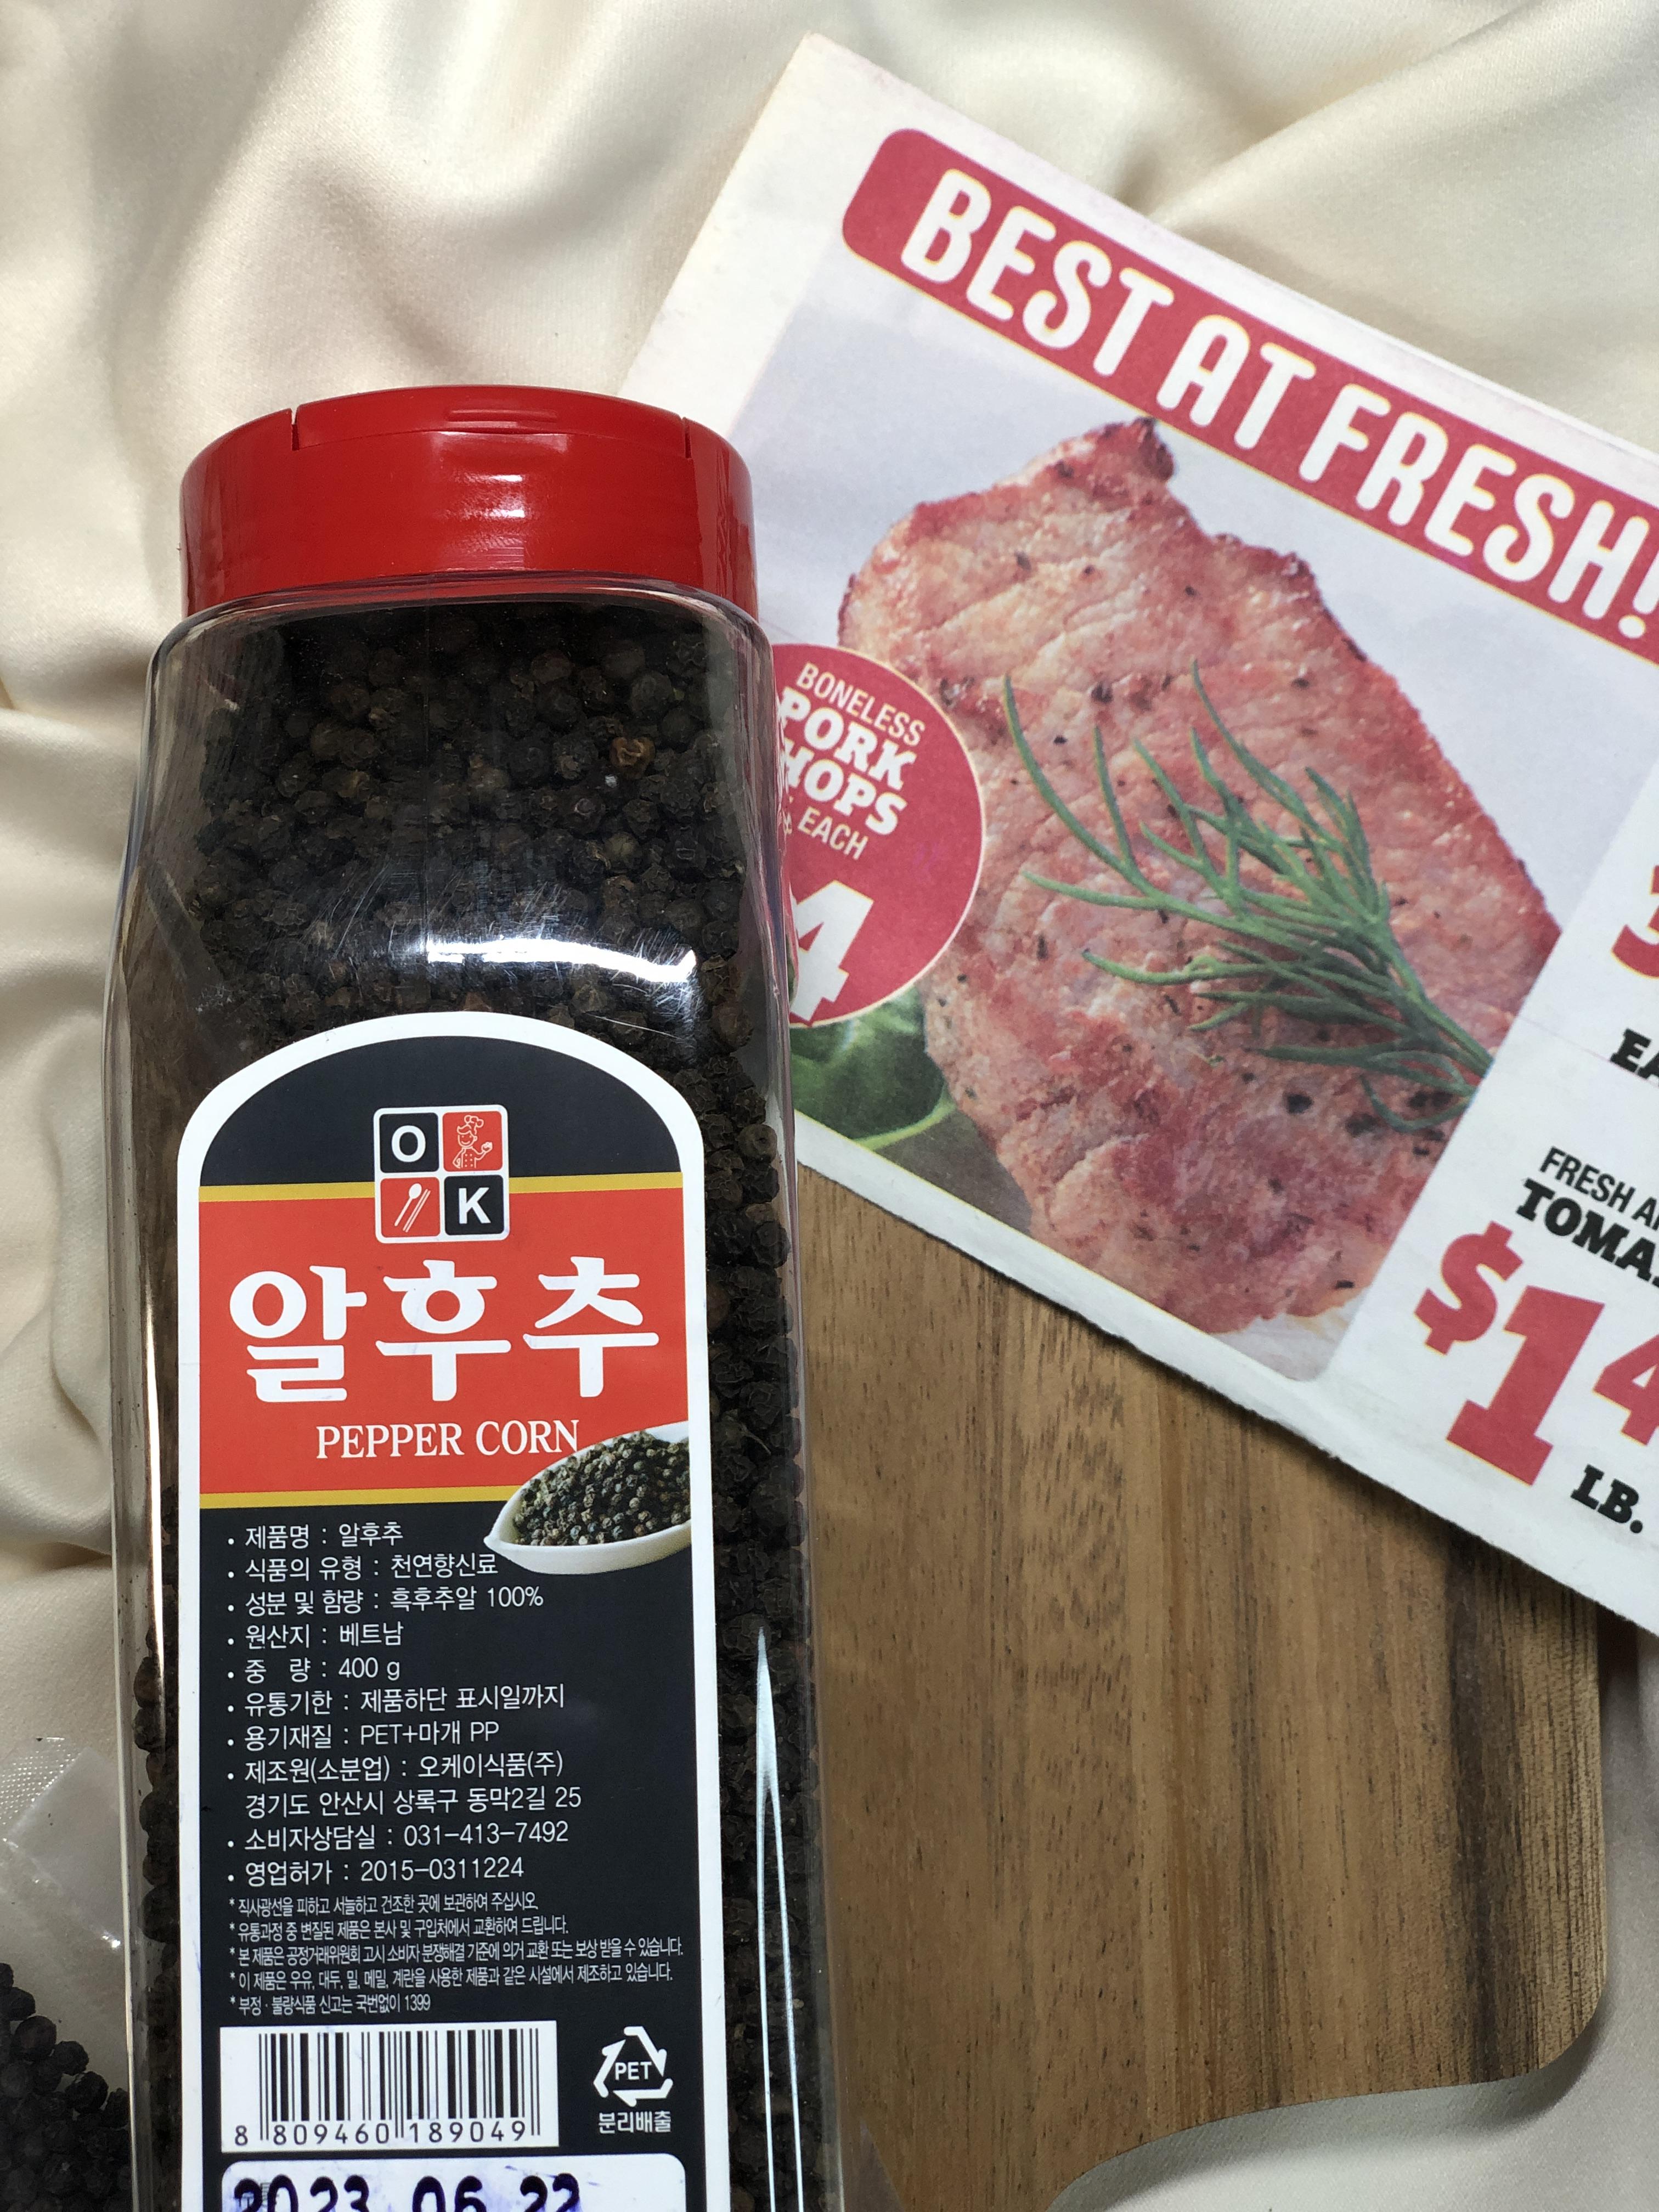 BEST AT FRESH!
BONELESS
PORK
HOPS
EACH
4
FRESH
$1
LB.
O
K
알후추
PEPPER CORN
• 제품명 : 알후추
• 식품의 유형 : 천연향신료
• 성분 및 함량 : 흑후추알 100%
• 원산지 : 베트남
• 중 량 : 400 g
• 유통기한 : 제품하단 표시일까지
• 용기재질 : PET+마개 PP
• 제조원(소분업) : 오케이식품(주)
경기도 안산시 상록구 동막2길 25
• 소비자상담실 : 031-413-7492
• 영업허가 : 2015-0311224
* 직사광선을 피하고 서늘하고 건조한 곳에 보관하여 주십시오.
* 유통과정 중 변질된 제품은 본사 및 구입처에서 교환하여 드립니다.
* 본 제품은 공정거래위원회 고시 소비자 분쟁해결 기준에 의거 교환 또는 보상 받을 수 있습니다.
* 이 제품은 우유, 대두, 밀, 메밀, 계란을 사용한 제품과 같은 시설에서 제조하고 있습니다.
* 부정·불량식품 신고는 국번없이 1399
8 809460 189049
PET
분리배출
2023. 06. 22